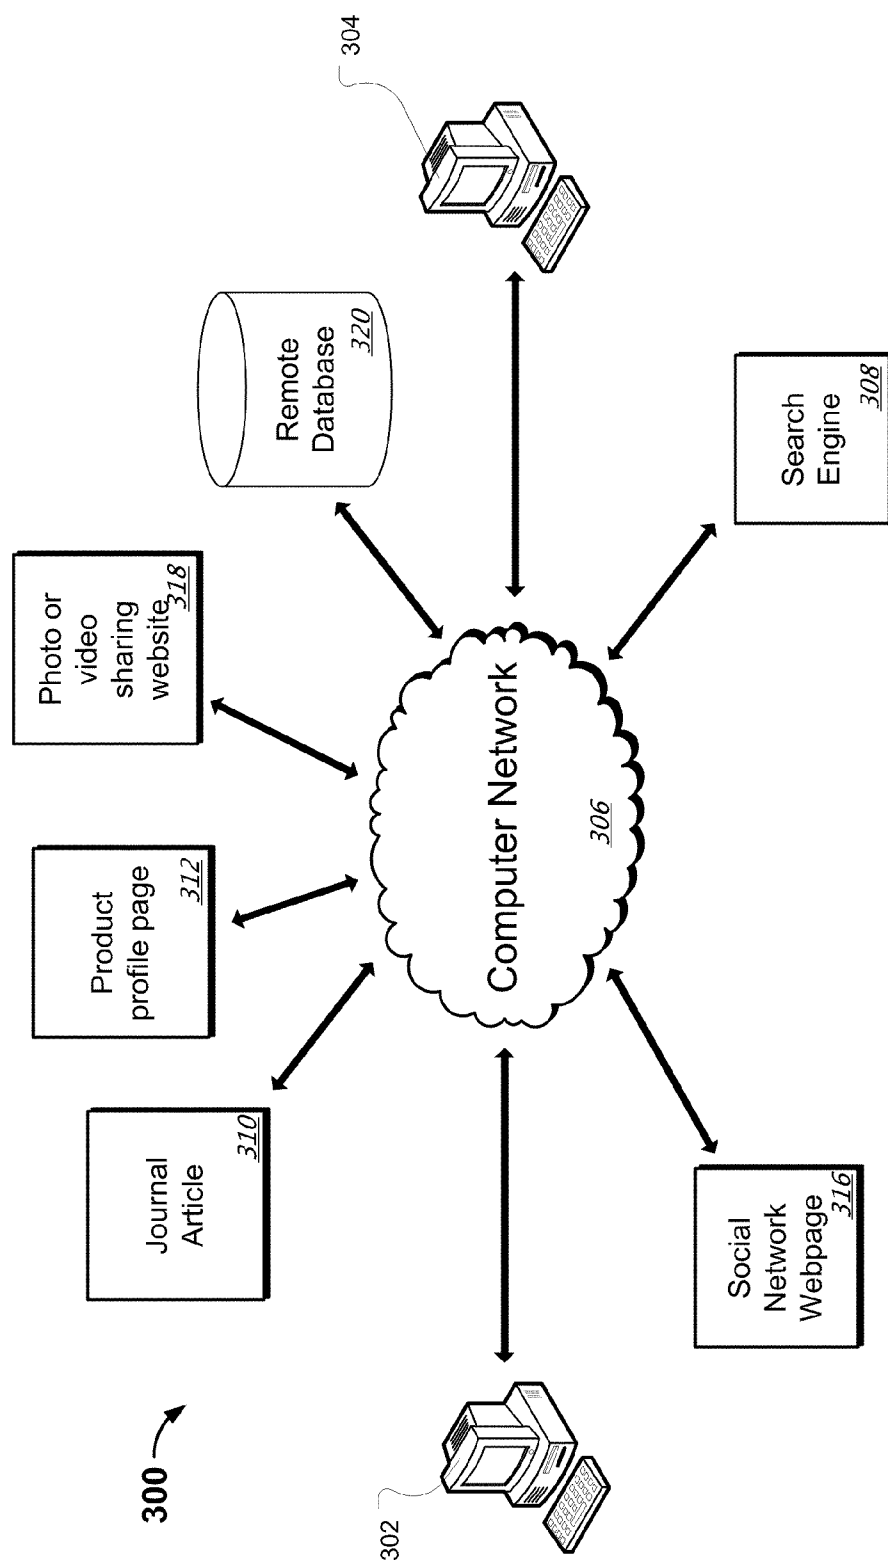 300
Journal
Article
310
Product
profile page
312
Photo or
video
sharing
website
318
Remote
Database
320
304
302
Computer Network
306
Social
Network
Webpage
316
Search
Engine
308